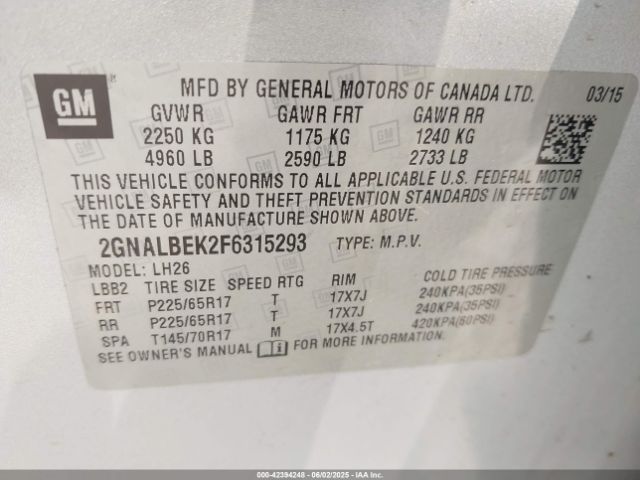 GM ®
MFD BY GENERAL MOTORS OF CANADA LTD. 03/15
GVWR GAWR FRT GAWR RR
2250 KG 1175 KG 1240 KG
4960 LB 2590 LB 2733 LB
THIS VEHICLE CONFORMS TO ALL APPLICABLE U.S. FEDERAL MOTOR
VEHICLE SAFETY AND THEFT PREVENTION STANDARDS IN EFFECT ON
THE DATE OF MANUFACTURE SHOWN ABOVE.
2GNALBEK2F6315293 TYPE: M.P.V.
MODEL: LH26
LBB2 TIRE SIZE SPEED RTG RIM COLD TIRE PRESSURE
FRT P225/65R17 T 17X7J 240KPA(35PSI)
RR P225/65R17 T 17X7J 240KPA(35PSI)
SPA T145/70R17 M 17X4.5T 420KPA(60PSI)
SEE OWNER'S MANUAL i FOR MORE INFORMATION.
000-42394248 - 06/02/2025 - IAA Inc.